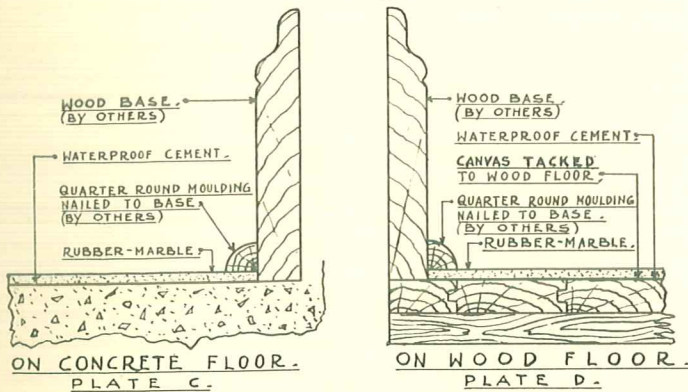 WOOD BASE.
(BY OTHERS)
WATERPROOF CEMENT.
QUARTER ROUND MOULDING
NAILED TO BASE
(BY OTHERS)
RUBBER-MARBLE.
ON CONCRETE FLOOR.
PLATE C.
WOOD BASE.
(BY OTHERS)
WATERPROOF CEMENT.
CANVAS TACKED
TO WOOD FLOOR.
QUARTER ROUND MOULDING
NAILED TO BASE.
(BY OTHERS)
RUBBER-MARBLE.
ON WOOD FLOOR.
PLATE D.